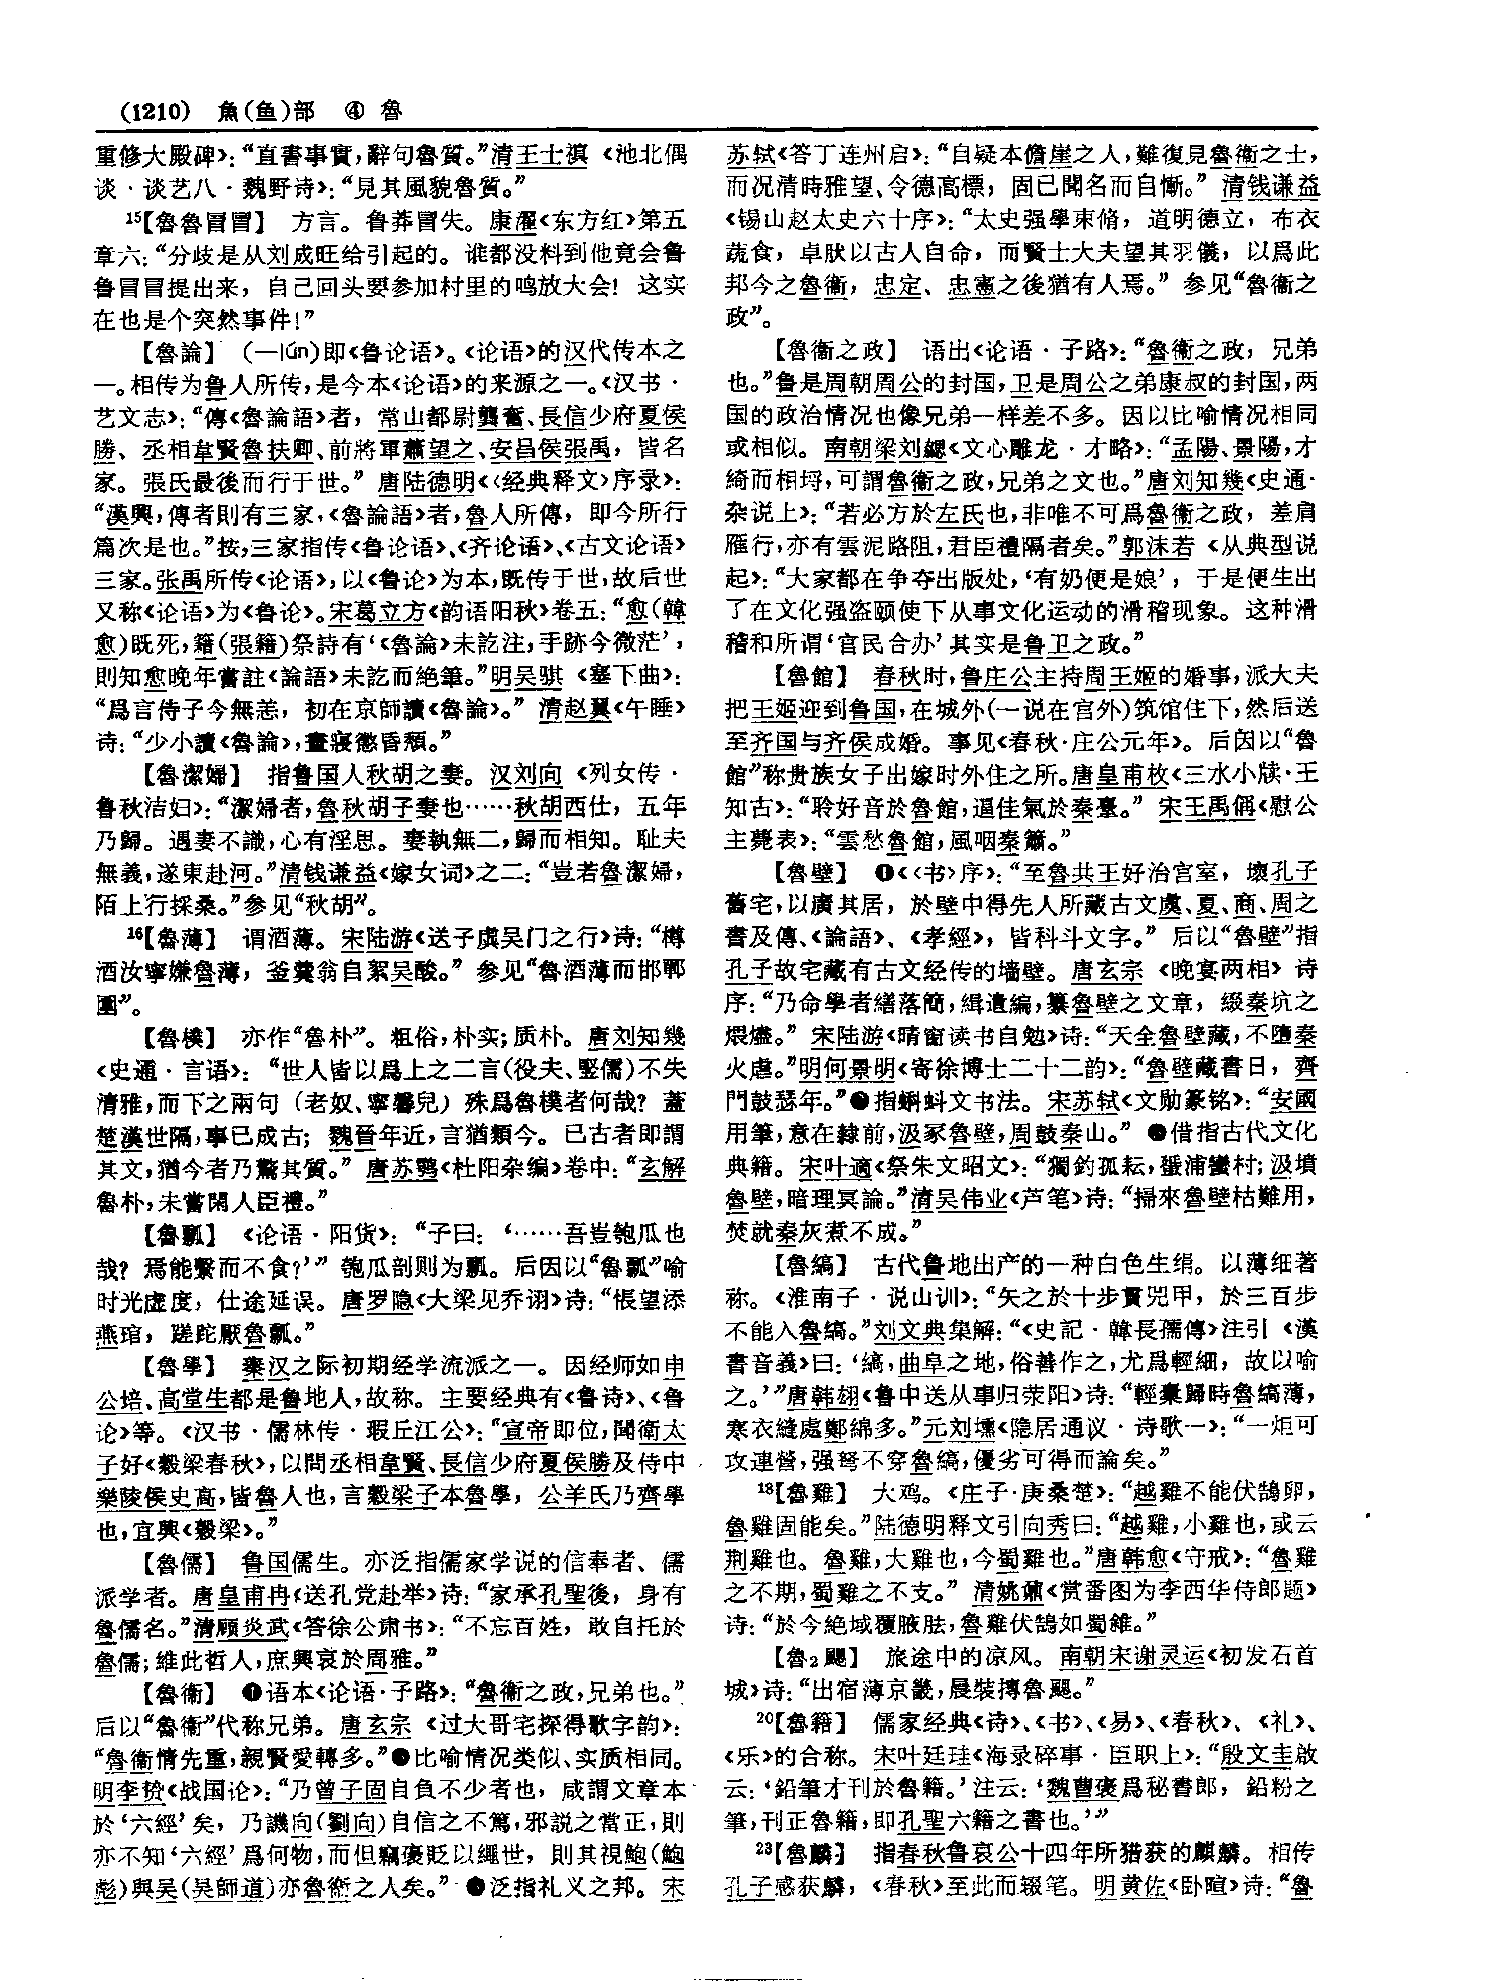 (1210) 魚(鱼)部 ④ 魯
重修大殿碑》：“直書事實，辭句魯質。”清王士禛《池北偶
谈·谈艺八·魏野诗》：“見其風貌魯質。”
15【魯魯冒冒】 方言。鲁莽冒失。康濯《东方红》第五
章六：“分歧是从刘成旺给引起的。谁都没料到他竟会鲁
鲁冒冒提出来，自己回头要参加村里的鸣放大会！这实
在也是个突然事件！”
【魯論】 (—lún)即《鲁论语》。《论语》的汉代传本之
一。相传为鲁人所传，是今本《论语》的来源之一。《汉书·
艺文志》：“傳《魯論語》者，常山都尉龔奮、長信少府夏侯
勝、丞相韋賢魯扶卿、前將軍蕭望之、安昌侯張禹，皆名
家。張氏最後而行于世。”唐陆德明《〈经典释文〉序录》：
“漢興，傳者則有三家，《魯論語》者，魯人所傳，即今所行
篇次是也。”按，三家指传《鲁论语》、《齐论语》、《古文论语》
三家。张禹所传《论语》，以《鲁论》为本，既传于世，故后世
又称《论语》为《鲁论》。宋葛立方《韵语阳秋》卷五：“愈(韓
愈)既死，籍(張籍)祭詩有‘《魯論》未訖注，手跡今微茫’，
則知愈晚年嘗註《論語》未訖而絶筆。”明吴骐《塞下曲》：
“爲言侍子今無恙，初在京師讀《魯論》。”清赵翼《午睡》
诗：“少小讀《魯論》，晝寢懲昏頹。”
【魯潔婦】 指鲁国人秋胡之妻。汉刘向《列女传·
鲁秋洁妇》：“潔婦者，魯秋胡子妻也……秋胡西仕，五年
乃歸。遇妻不識，心有淫思。妻執無二，歸而相知。耻夫
無義，遂東赴河。”清钱谦益《嫁女词》之二：“豈若魯潔婦，
陌上行採桑。”参见“秋胡”。
16【魯薄】 谓酒薄。宋陆游《送子虡吴门之行》诗：“樽
酒汝寧嫌魯薄，釜羹翁自絮吴酸。”参见“魯酒薄而邯鄲
圍”。
【魯樸】 亦作“魯朴”。粗俗，朴实；质朴。唐刘知幾
《史通·言语》：“世人皆以爲上之二言(役夫、竪儒)不失
清雅，而下之兩句(老奴、寧馨兒)殊爲魯樸者何哉？蓋
楚漢世隔，事已成古；魏晉年近，言猶類今。已古者即謂
其文，猶今者乃驚其質。”唐苏鹗《杜阳杂编》卷中：“玄解
魯朴，未嘗閑人臣禮。”
【魯瓢】 《论语·阳货》：“子曰：‘……吾豈匏瓜也
哉？焉能繫而不食？’”匏瓜剖则为瓢。后因以“魯瓢”喻
时光虚度，仕途延误。唐罗隐《大梁见乔诩》诗：“悵望添
燕琯，蹉跎厭魯瓢。”
【魯學】 秦汉之际初期经学流派之一。因经师如申
公培、高堂生都是鲁地人，故称。主要经典有《鲁诗》、《鲁
论》等。《汉书·儒林传·瑕丘江公》：“宣帝即位，聞衛太
子好《穀梁春秋》，以問丞相韋賢、長信少府夏侯勝及侍中
樂陵侯史高，皆魯人也，言穀梁子本魯學，公羊氏乃齊學
也，宜興《穀梁》。”
【魯儒】 鲁国儒生。亦泛指儒家学说的信奉者、儒
派学者。唐皇甫冉《送孔党赴举》诗：“家承孔聖後，身有
魯儒名。”清顾炎武《答徐公肃书》：“不忘百姓，敢自托於
魯儒；維此哲人，庶興哀於周雅。”
【魯衛】 ❶语本《论语·子路》：“魯衛之政，兄弟也。”
后以“魯衛”代称兄弟。唐玄宗《过大哥宅探得歌字韵》：
“魯衛情先重，親賢愛轉多。”❷比喻情况类似、实质相同。
明李贽《战国论》：“乃曾子固自負不少者也，咸謂文章本
於‘六經’矣，乃譏向(劉向)自信之不篤，邪説之當正，則
亦不知‘六經’爲何物，而但竊褒貶以繩世，則其視鮑(鮑
彪)與吴(吴師道)亦魯衛之人矣。”❸泛指礼义之邦。宋
苏轼《答丁连州启》：“自疑本儋崖之人，難復見魯衛之士，
而况清時雅望、令德高標，固已聞名而自慚。”清钱谦益
《锡山赵太史六十序》：“太史强學束脩，道明德立，布衣
蔬食，卓肰以古人自命，而賢士大夫望其羽儀，以爲此
邦今之魯衛，忠定、忠憲之後猶有人焉。”参见“魯衛之
政”。
【魯衛之政】 语出《论语·子路》：“魯衛之政，兄弟
也。”鲁是周朝周公的封国，卫是周公之弟康叔的封国，两
国的政治情况也像兄弟一样差不多。因以比喻情况相同
或相似。南朝梁刘勰《文心雕龙·才略》：“孟陽、景陽，才
綺而相埒，可謂魯衛之政，兄弟之文也。”唐刘知幾《史通·
杂说上》：“若必方於左氏也，非唯不可爲魯衛之政，差肩
雁行，亦有雲泥路阻，君臣禮隔者矣。”郭沫若《从典型说
起》：“大家都在争夺出版处，‘有奶便是娘’，于是便生出
了在文化强盗颐使下从事文化运动的滑稽现象。这种滑
稽和所谓‘官民合办’其实是鲁卫之政。”
【魯館】 春秋时，鲁庄公主持周王姬的婚事，派大夫
把王姬迎到鲁国，在城外(一说在宫外)筑馆住下，然后送
至齐国与齐侯成婚。事见《春秋·庄公元年》。后因以“魯
館”称贵族女子出嫁时外住之所。唐皇甫枚《三水小牍·王
知古》：“聆好音於魯館，逼佳氣於秦臺。”宋王禹偁《慰公
主薨表》：“雲愁魯館，風咽秦簫。”
【魯壁】 ❶《〈书〉序》：“至魯共王好治宫室，壞孔子
舊宅，以廣其居，於壁中得先人所藏古文虞、夏、商、周之
書及傳、《論語》、《孝經》，皆科斗文字。”后以“魯壁”指
孔子故宅藏有古文经传的墙壁。唐玄宗《晚宴两相》诗
序：“乃命學者繕落簡，緝遺編，纂魯壁之文章，綴秦坑之
煨燼。”宋陆游《晴窗读书自勉》诗：“天全魯壁藏，不墮秦
火虐。”明何景明《寄徐博士二十二韵》：“魯壁藏書日，齊
門鼓瑟年。”❷指蝌蚪文书法。宋苏轼《文勋篆铭》：“安國
用筆，意在隸前，汲冢魯壁，周鼓秦山。”❸借指古代文化
典籍。宋叶適《祭朱文昭文》：“獨釣孤耘，蜑浦蠻村；汲墳
魯壁，暗理冥論。”清吴伟业《芦笔》诗：“掃來魯壁枯難用，
焚就秦灰煮不成。”
【魯縞】 古代鲁地出产的一种白色生绢。以薄细著
称。《淮南子·说山训》：“矢之於十步貫兕甲，於三百步
不能入魯縞。”刘文典集解：“《史記·韓長孺傳》注引《漢
書音義》曰：‘縞，曲阜之地，俗善作之，尤爲輕細，故以喻
之。’”唐韩翃《鲁中送从事归荥阳》诗：“輕橐歸時魯縞薄，
寒衣縫處鄭綿多。”元刘壎《隐居通议·诗歌一》：“一炬可
攻連營，强弩不穿魯縞，優劣可得而論矣。”
18【魯雞】 大鸡。《庄子·庚桑楚》：“越雞不能伏鵠卵，
魯雞固能矣。”陆德明释文引向秀曰：“越雞，小雞也，或云
荆雞也。魯雞，大雞也，今蜀雞也。”唐韩愈《守戒》：“魯雞
之不期，蜀雞之不支。”清姚鼐《赏番图为李西华侍郎题》
诗：“於今絶域覆腋胠，魯雞伏鵠如蜀雒。”
【魯2颸】 旅途中的凉风。南朝宋谢灵运《初发石首
城》诗：“出宿薄京畿，晨裝摶魯颸。”
20【魯籍】 儒家经典《诗》、《书》、《易》、《春秋》、《礼》、
《乐》的合称。宋叶廷珪《海录碎事·臣职上》：“殷文圭啟
云：‘鉛筆才刊於魯籍。’注云：‘魏曹褒爲秘書郎，鉛粉之
筆，刊正魯籍，即孔聖六籍之書也。’”
23【魯麟】 指春秋鲁哀公十四年所猎获的麒麟。相传
孔子感获麟，《春秋》至此而辍笔。明黄佐《卧暄》诗：“魯